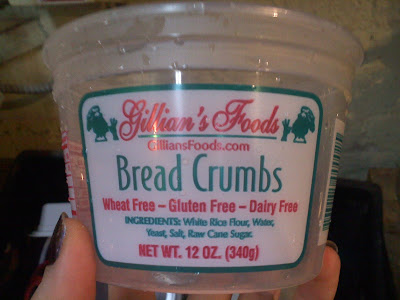 Gillian's Foods
GilliansFoods.com
Bread Crumbs
Wheat Free – Gluten Free – Dairy Free
INGREDIENTS: White Rice Flour, Water,
Yeast, Salt, Raw Cane Sugar.
NET WT. 12 OZ. (340g)